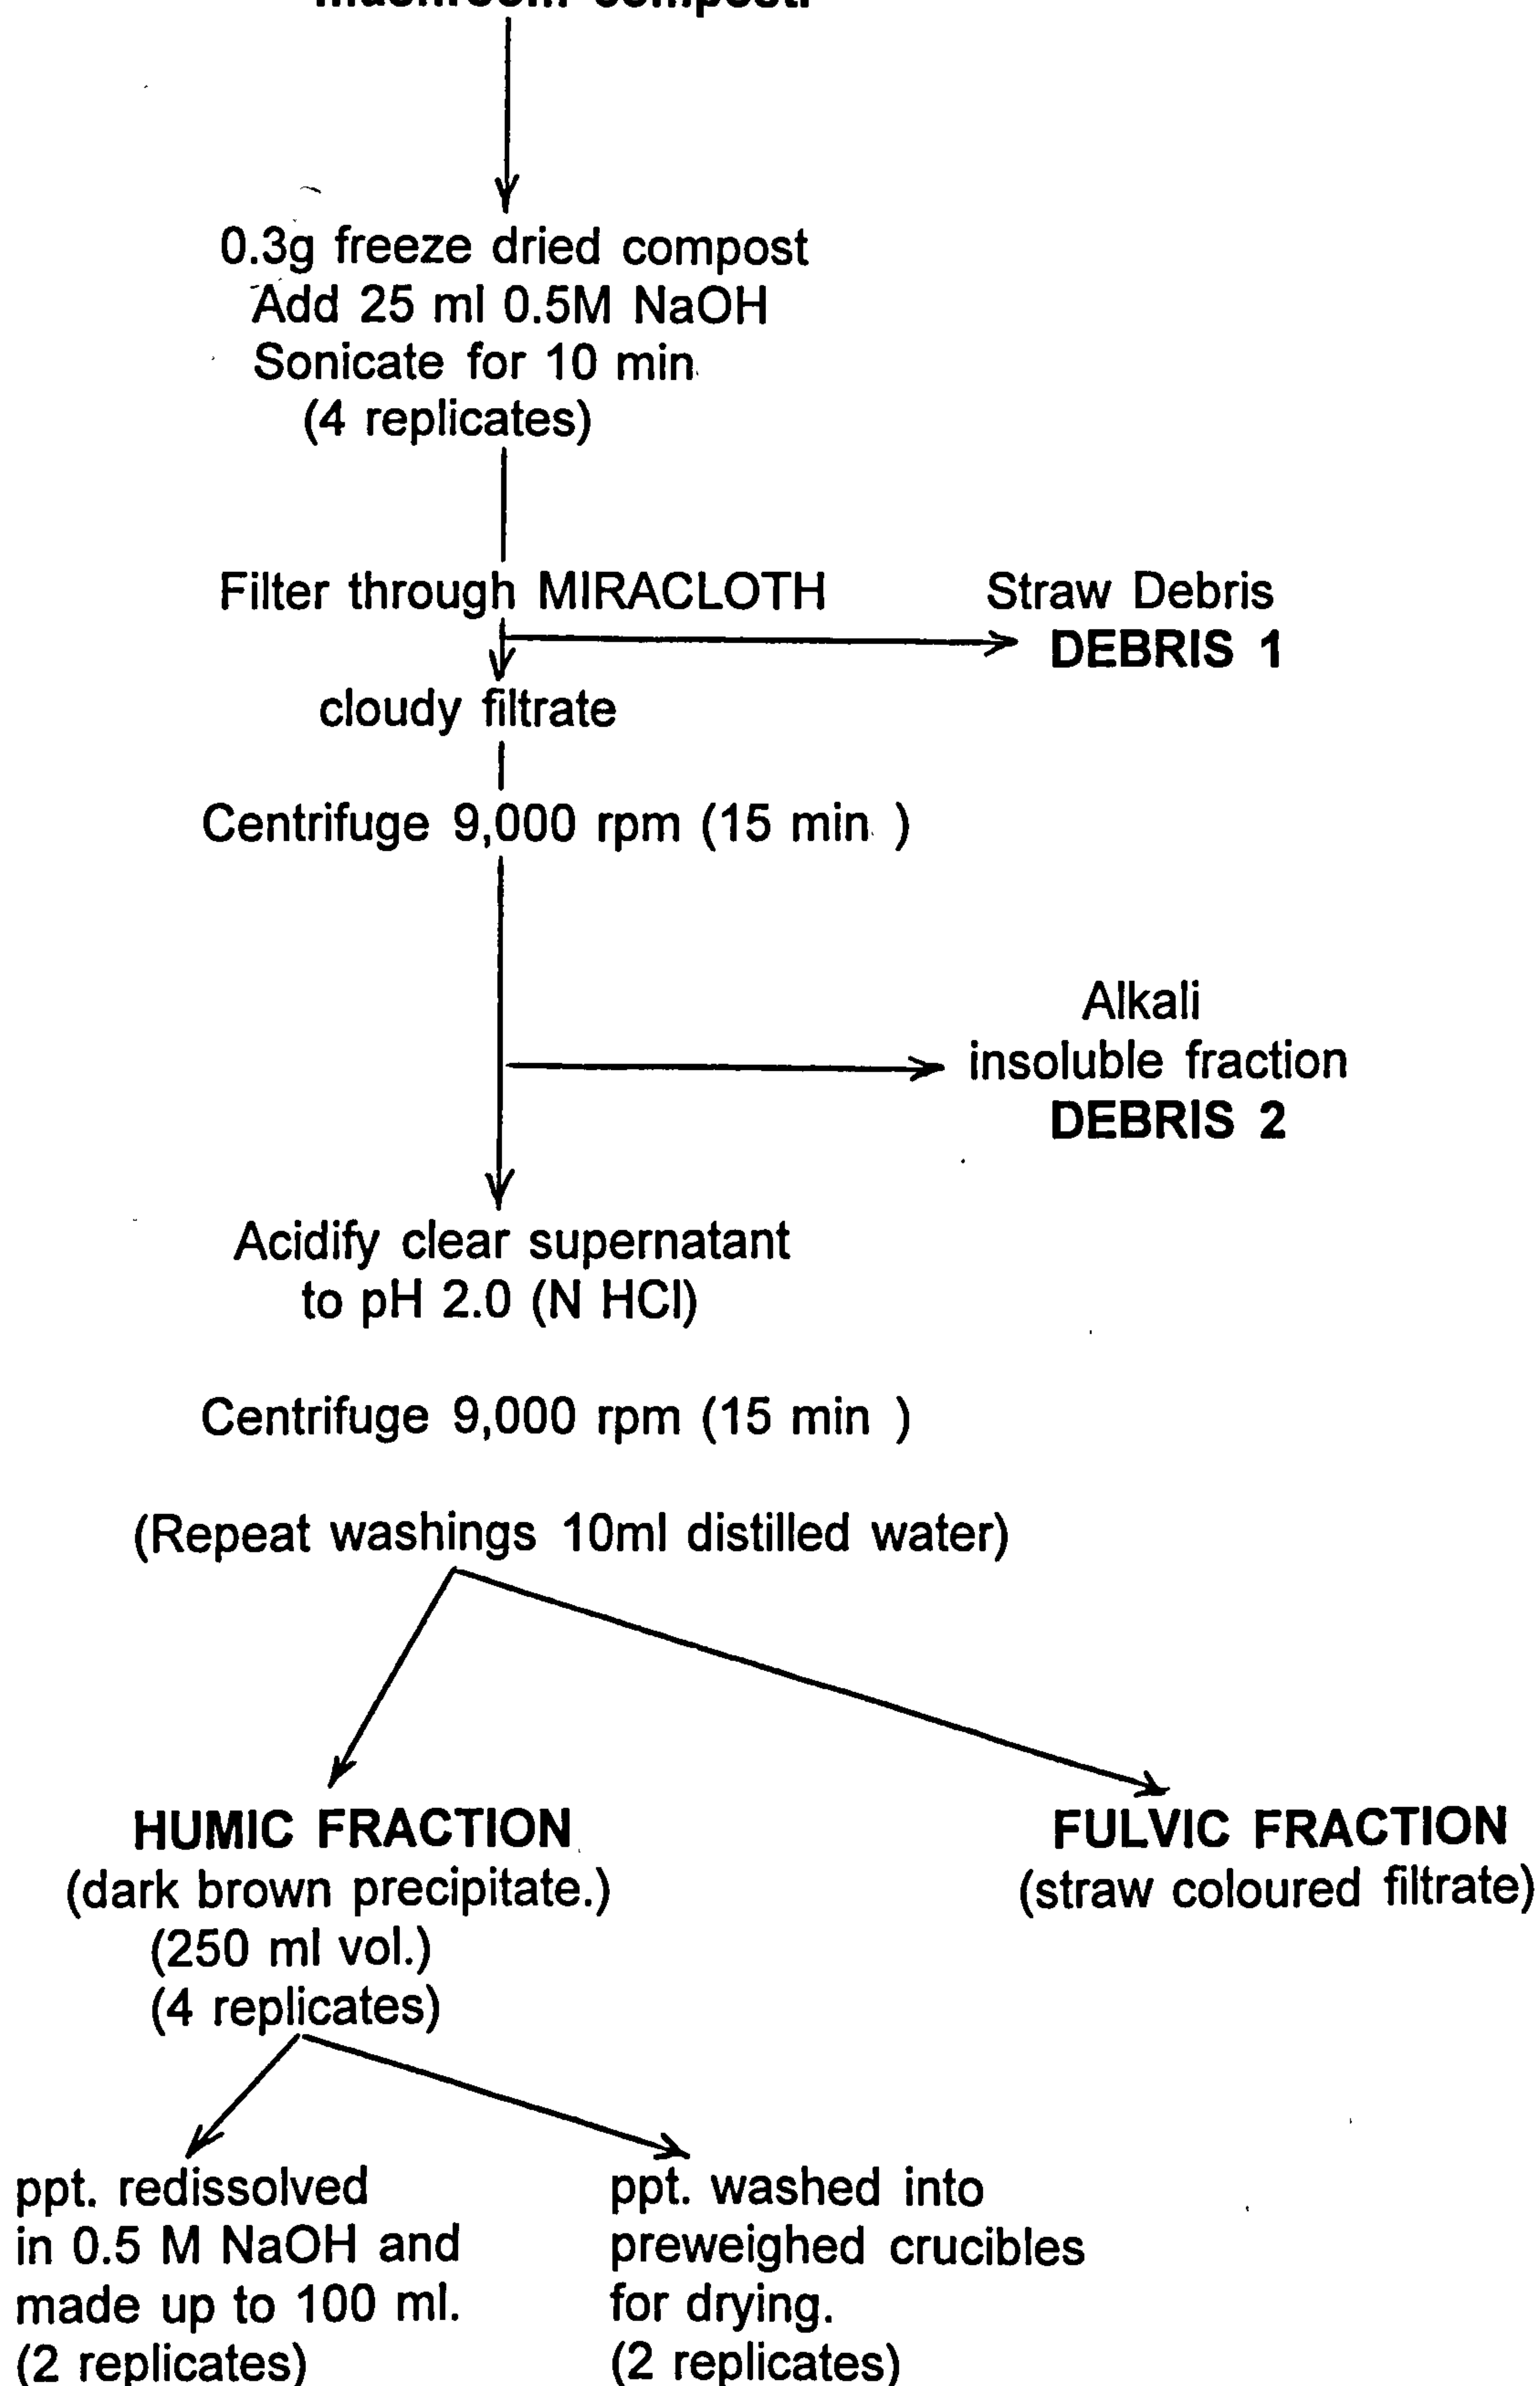 0.3g freeze dried compost
Add 25 ml 0.5M NaOH
Sonicate for 10 min.
(4 replicates)
Filter through MIRACLOTH
Straw Debris
DEBRIS 1
cloudy filtrate
Centrifuge 9,000 rpm (15 min )
Alkali
insoluble fraction
DEBRIS 2
Acidify clear supernatant
to pH 2.0 (N HCl)
Centrifuge 9,000 rpm (15 min )
(Repeat washings 10ml distilled water)
HUMIC FRACTION
(dark brown precipitate.)
(250 ml vol.)
(4 replicates)
FULVIC FRACTION
(straw coloured filtrate)
ppt. redissolved
in 0.5 M NaOH and
made up to 100 ml.
(2 replicates)
ppt. washed into
preweighed crucibles
for drying.
(2 replicates)